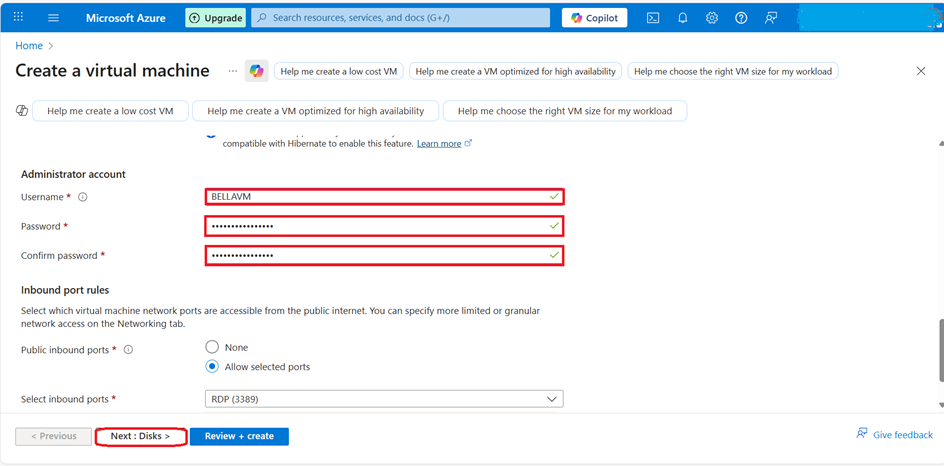 Microsoft Azure
Upgrade
Search resources, services, and docs (G+/)
Copilot
Home >
Create a virtual machine
...
Help me create a low cost VM
Help me create a VM optimized for high availability
Help me choose the right VM size for my workload
Help me create a low cost VM
Help me create a VM optimized for high availability
Help me choose the right VM size for my workload
compatible with Hibernate to enable this feature. Learn more
Administrator account
Username *
BELLAVM
Password *
••••••••••••••••
Confirm password *
••••••••••••••••
Inbound port rules
Select which virtual machine network ports are accessible from the public internet. You can specify more limited or granular
network access on the Networking tab.
Public inbound ports *
None
Allow selected ports
Select inbound ports *
RDP (3389)
< Previous
Next : Disks >
Review + create
Give feedback